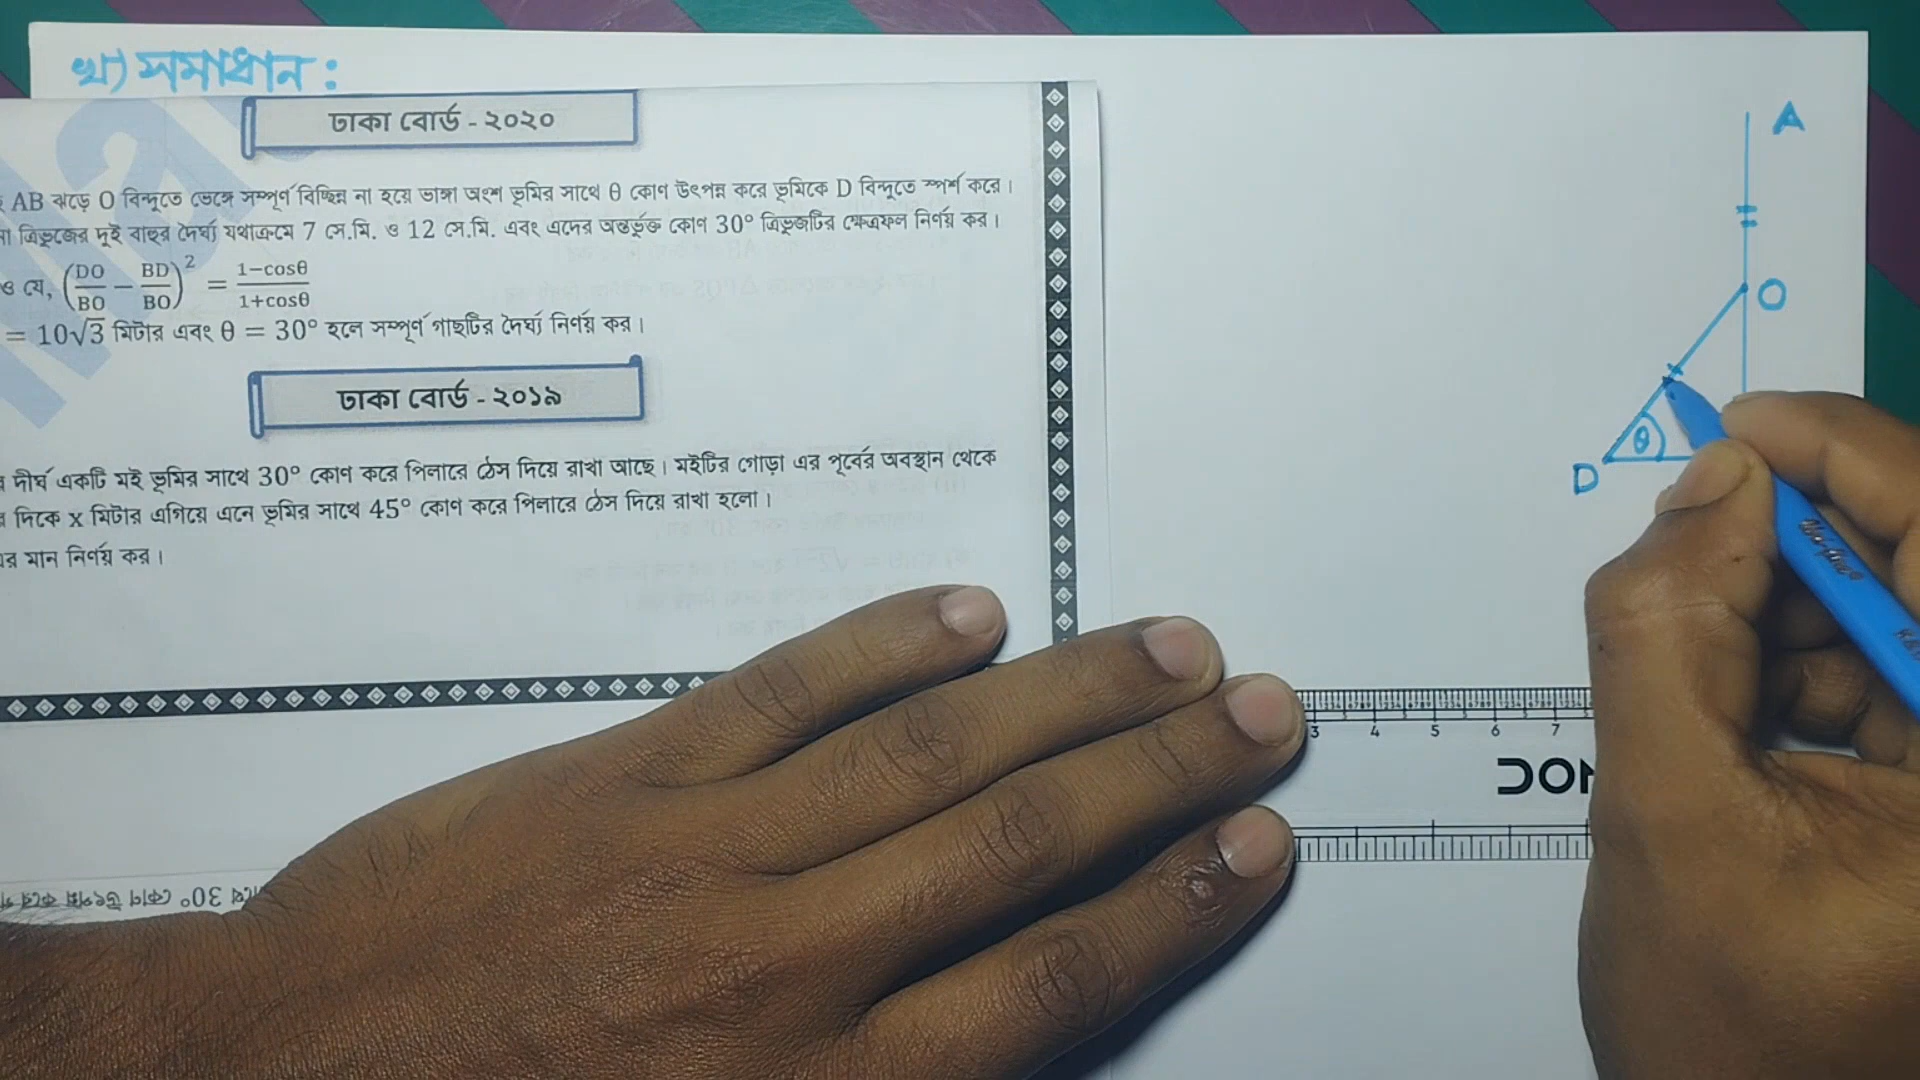 খ) সমাধান :
ঢাকা বোর্ড - ২০২০
AB ঝড়ে O বিন্দুতে ভেঙ্গে সম্পূর্ণ বিচ্ছিন্ন না হয়ে ভাঙ্গা অংশ ভূমির সাথে θ কোণ উৎপন্ন করে ভূমিকে D বিন্দুতে স্পর্শ করে।
ত্রিভুজের দুই বাহুর দৈর্ঘ্য যথাক্রমে 7 সে.মি. ও 12 সে.মি. এবং এদের অন্তর্ভুক্ত কোণ 30° ত্রিভুজটির ক্ষেত্রফল নির্ণয় কর।
ও যে, (DO/BO − BD/BO)² = 1−cosθ/1+cosθ
= 10√3 মিটার এবং θ = 30° হলে সম্পূর্ণ গাছটির দৈর্ঘ্য নির্ণয় কর।
ঢাকা বোর্ড - ২০১৯
দীর্ঘ একটি মই ভূমির সাথে 30° কোণ করে পিলারে ঠেস দিয়ে রাখা আছে। মইটির গোড়া এর পূর্বের অবস্থান থেকে
দিকে x মিটার এগিয়ে এনে ভূমির সাথে 45° কোণ করে পিলারে ঠেস দিয়ে রাখা হলো।
মান নির্ণয় কর।
30° কোণ উৎপন্ন করে
A
O
θ
D
3 4 5 6 7